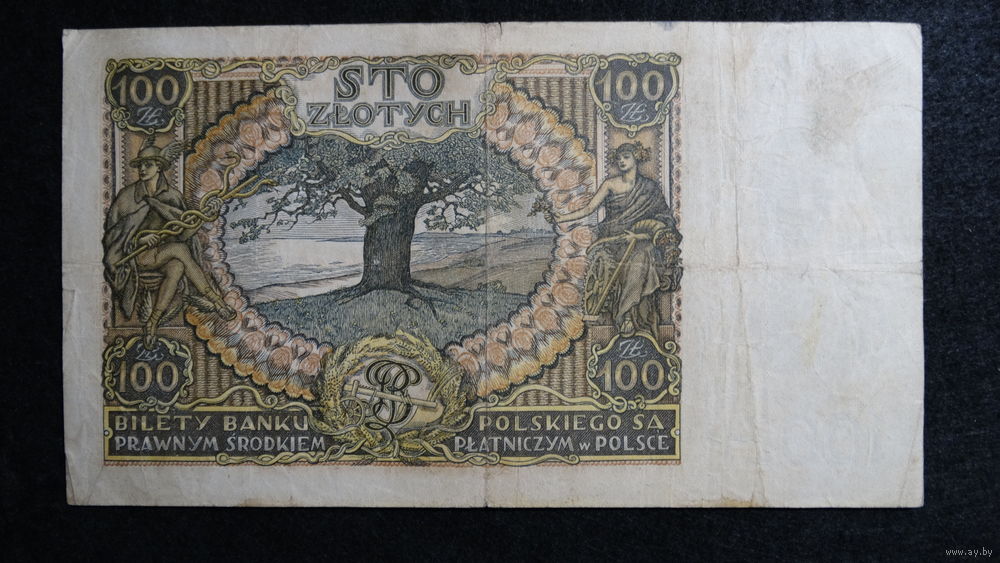 100 STO 100
Zł ZŁOTYCH Zł
Zł Zł
100 100
BILETY BANKU POLSKIEGO SA
PRAWNYM ŚRODKIEM PŁATNICZYM w POLSCE
www.ay.by